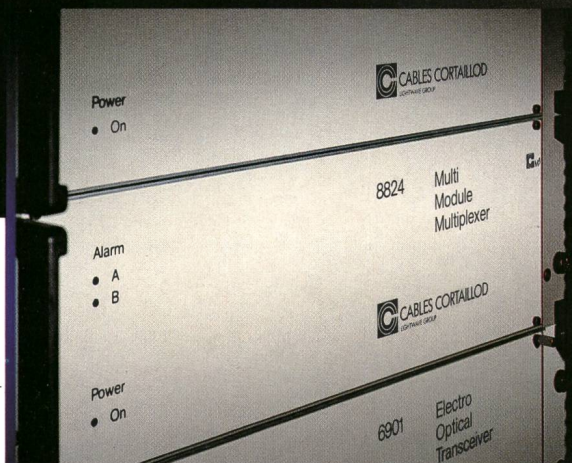 CABLES CORTAILLOD
LIGHTWAVE GROUP
Power
On
8824 Multi
Module
Multiplexer
Alarm
A
B
CABLES CORTAILLOD
LIGHTWAVE GROUP
Power
On
6901 Electro
Optical
Transceiver